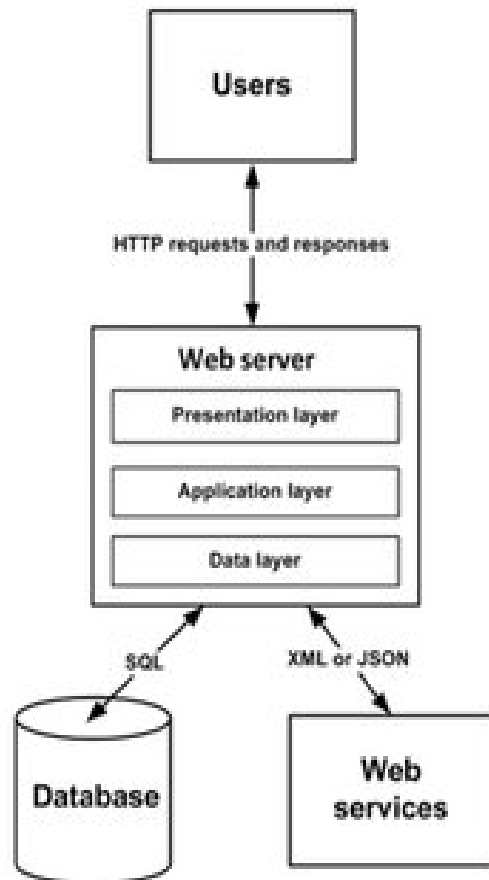 Users
HTTP requests and responses
Web server
Presentation layer
Application layer
Data layer
SQL
XML or JSON
Database
Web
services